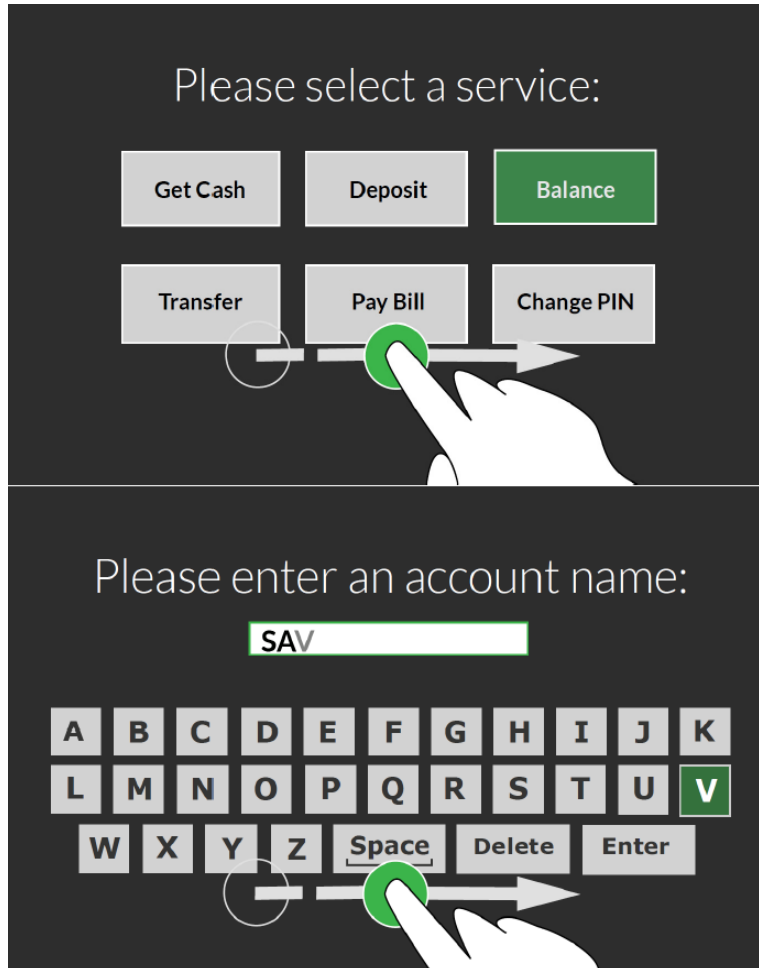 Please select a service:
Get Cash Deposit Balance
Transfer Pay Bill Change PIN
Please enter an account name:
SAV
A B C D E F G H I J K
L M N O P Q R S T U V
W X Y Z Space Delete Enter